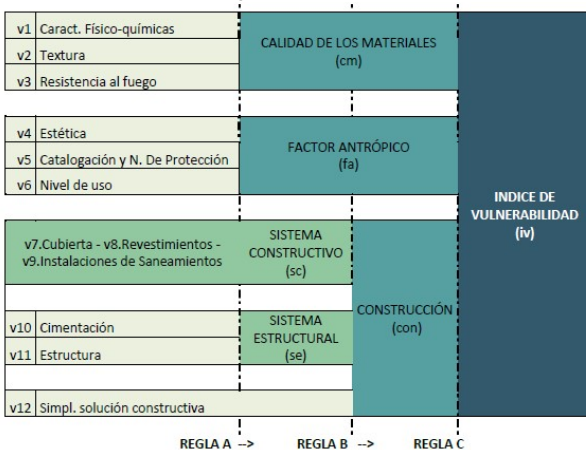 v1 Caract. Físico-químicas
v2 Textura
v3 Resistencia al fuego
CALIDAD DE LOS MATERIALES
(cm)
v4 Estética
v5 Catalogación y N. De Protección
v6 Nivel de uso
FACTOR ANTRÓPICO
(fa)
v7.Cubierta - v8.Revestimientos -
v9.Instalaciones de Saneamientos
SISTEMA
CONSTRUCTIVO
(sc)
v10 Cimentación
v11 Estructura
SISTEMA
ESTRUCTURAL
(se)
v12 Simpl. solución constructiva
CONSTRUCCIÓN
(con)
INDICE DE
VULNERABILIDAD
(iv)
REGLA A --> REGLA B --> REGLA C